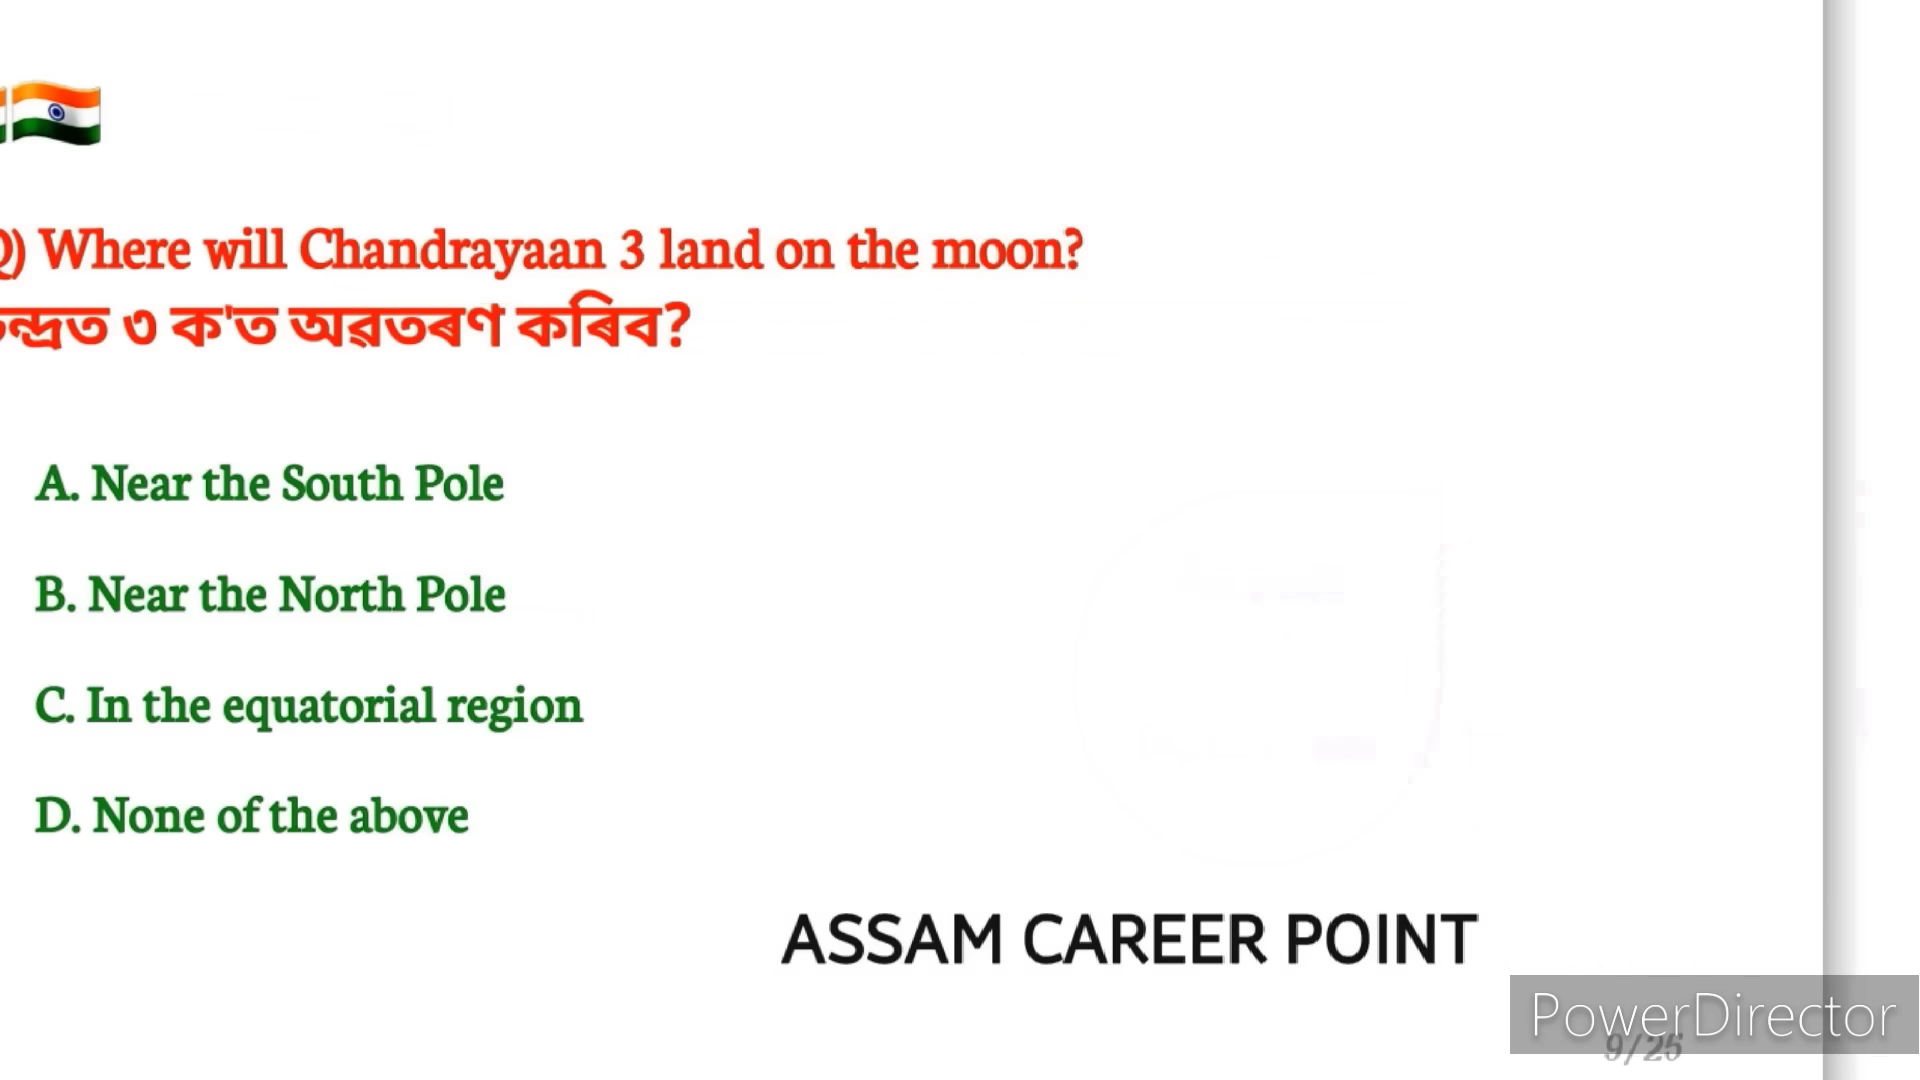 Q) Where will Chandrayaan 3 land on the moon?
চন্দ্ৰত ৩ ক'ত অৱতৰণ কৰিব?
A. Near the South Pole
B. Near the North Pole
C. In the equatorial region
D. None of the above
ASSAM CAREER POINT
PowerDirector
9/25